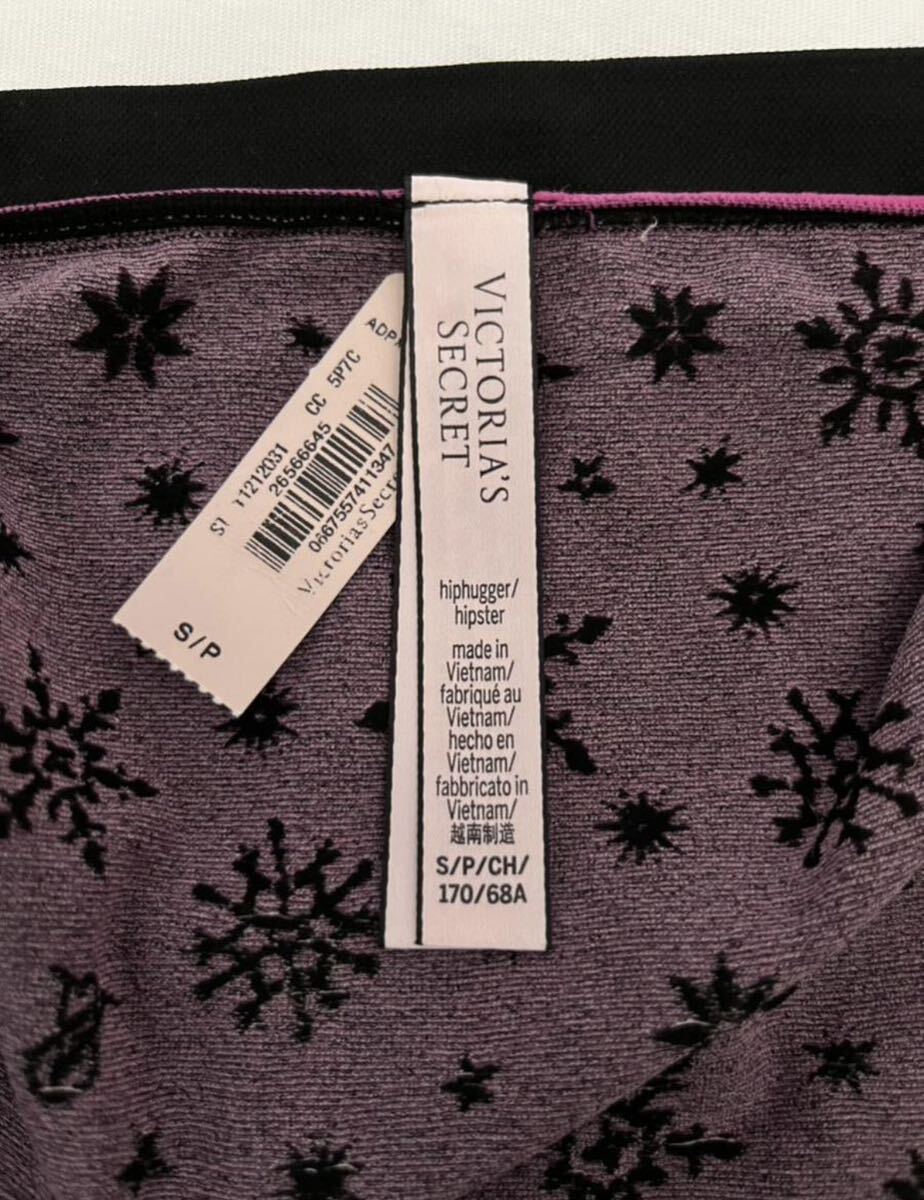 VICTORIA'S
SECRET
hiphugger/
hipster
made in
Vietnam/
fabriqué au
Vietnam/
hecho en
Vietnam/
fabbricato in
Vietnam/
越南制造
S/P/CH/
170/68A
CC 5P7C
11212031
26566645
0667557411347
S/P